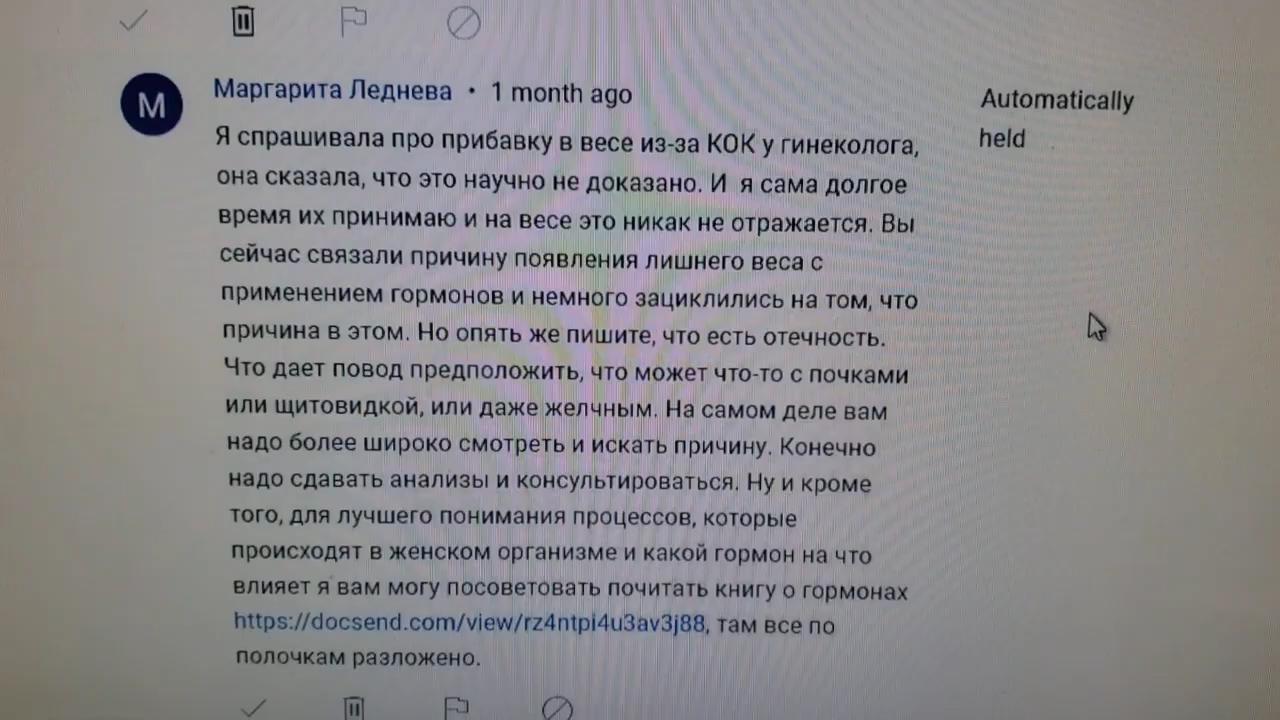 Маргарита Леднева • 1 month ago
Automatically
held
M
Я спрашивала про прибавку в весе из-за КОК у гинеколога,
она сказала, что это научно не доказано. И я сама долгое
время их принимаю и на весе это никак не отражается. Вы
сейчас связали причину появления лишнего веса с
применением гормонов и немного зациклились на том, что
причина в этом. Но опять же пишите, что есть отечность.
Что дает повод предположить, что может что-то с почками
или щитовидкой, или даже желчным. На самом деле вам
надо более широко смотреть и искать причину. Конечно
надо сдавать анализы и консультироваться. Ну и кроме
того, для лучшего понимания процессов, которые
происходят в женском организме и какой гормон на что
влияет я вам могу посоветовать почитать книгу о гормонах
https://docsend.com/view/rz4ntpi4u3av3j88, там все по
полочкам разложено.